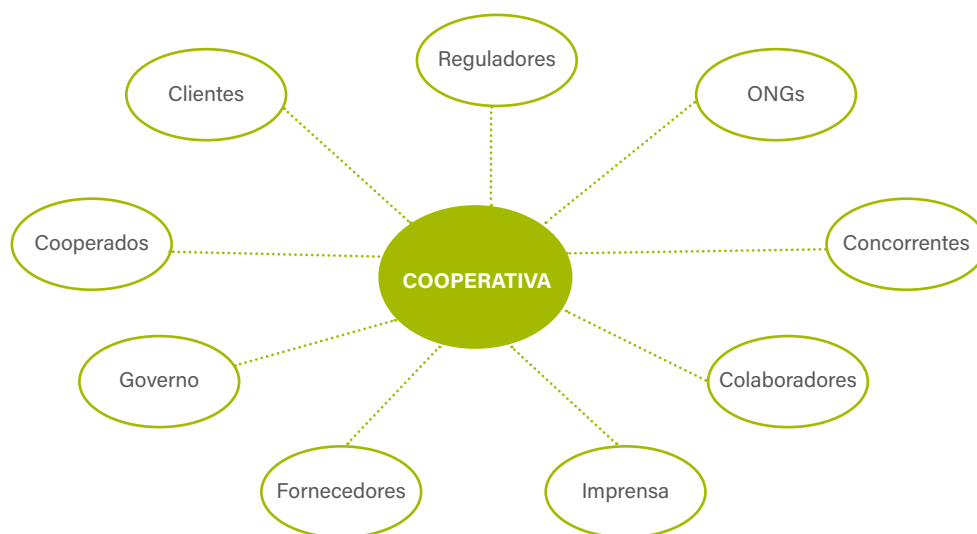 Reguladores
Clientes
ONGs
Cooperados
Concorrentes
COOPERATIVA
Governo
Colaboradores
Fornecedores
Imprensa